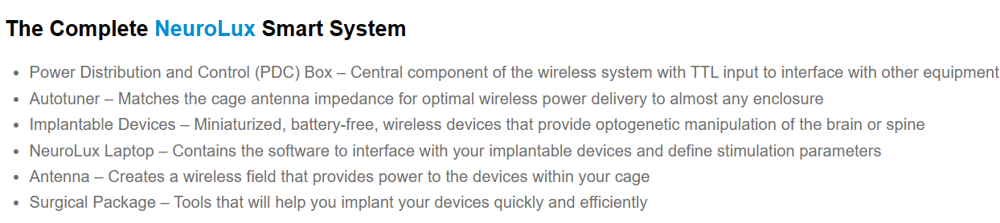 The Complete NeuroLux Smart System
• Power Distribution and Control (PDC) Box – Central component of the wireless system with TTL input to interface with other equipment
• Autotuner – Matches the cage antenna impedance for optimal wireless power delivery to almost any enclosure
• Implantable Devices – Miniaturized, battery-free, wireless devices that provide optogenetic manipulation of the brain or spine
• NeuroLux Laptop – Contains the software to interface with your implantable devices and define stimulation parameters
• Antenna – Creates a wireless field that provides power to the devices within your cage
• Surgical Package – Tools that will help you implant your devices quickly and efficiently